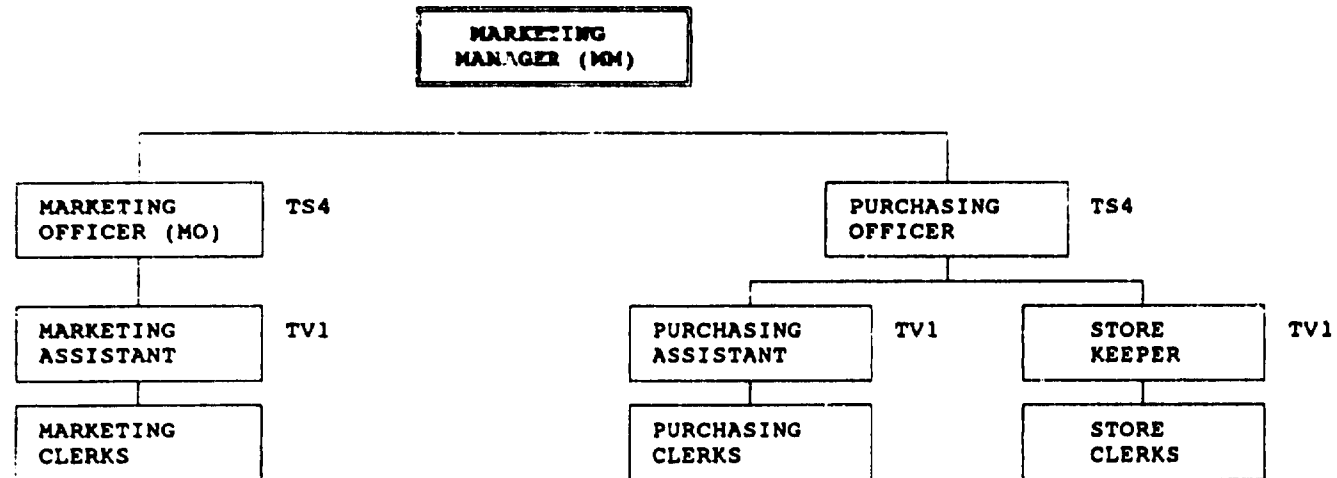 MARKETING
MANAGER (MM)
MARKETING
OFFICER (MO)
TS4
PURCHASING
OFFICER
TS4
MARKETING
ASSISTANT
TV1
PURCHASING
ASSISTANT
TV1
STORE
KEEPER
TV1
MARKETING
CLERKS
PURCHASING
CLERKS
STORE
CLERKS